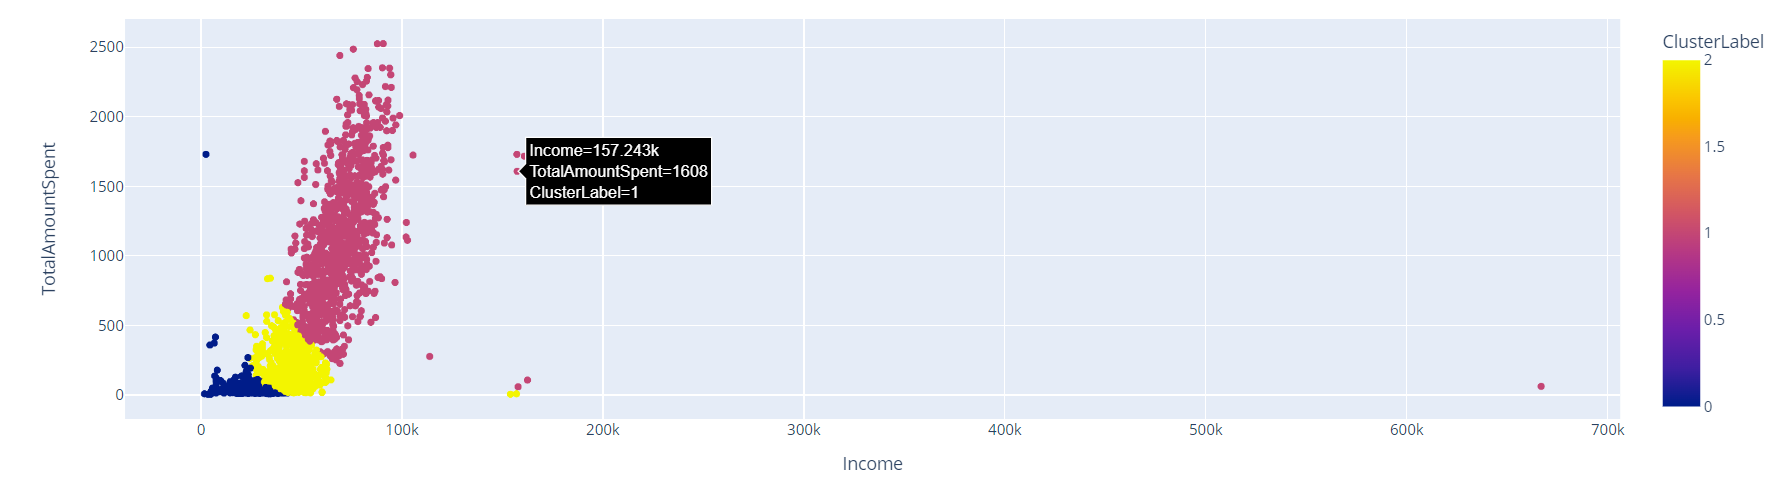 ClusterLabel
2500
2000
1500
1000
500
0
TotalAmountSpent
Income=157.243k
TotalAmountSpent=1608
ClusterLabel=1
2
1.5
1
0.5
0
0 100k 200k 300k 400k 500k 600k 700k
Income